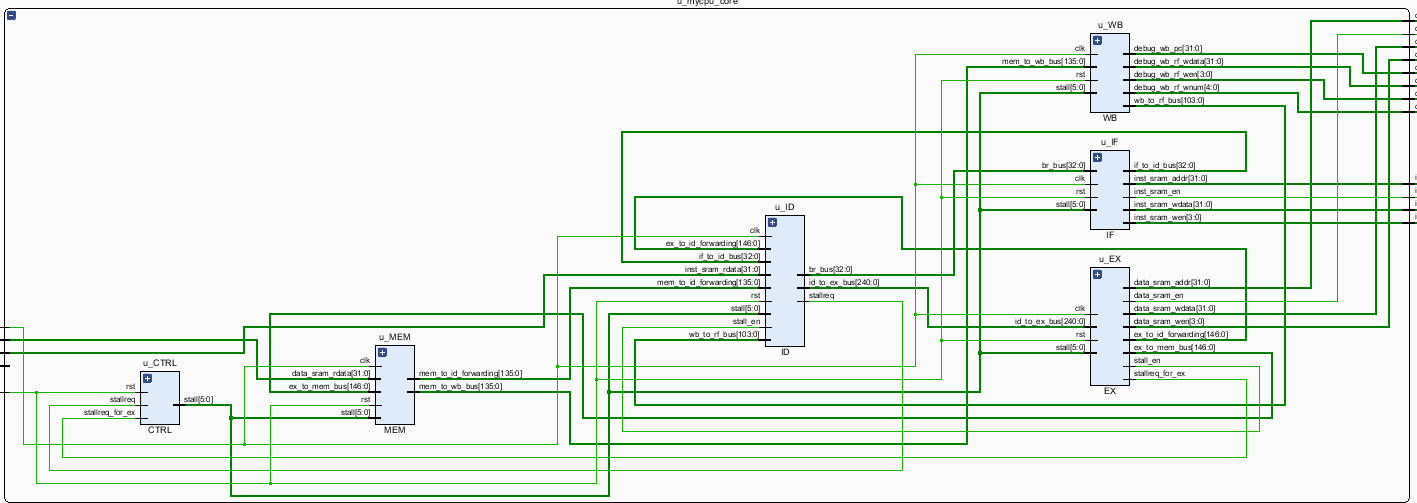 u_mycpu_core
u_WB
clk
mem_to_wb_bus[135:0]
rst
stall[5:0]
debug_wb_pc[31:0]
debug_wb_rf_wdata[31:0]
debug_wb_rf_wen[3:0]
debug_wb_rf_wnum[4:0]
wb_to_rf_bus[103:0]
WB
u_IF
br_bus[32:0]
clk
rst
stall[5:0]
if_to_id_bus[32:0]
inst_sram_addr[31:0]
inst_sram_en
inst_sram_wdata[31:0]
inst_sram_wen[3:0]
IF
u_ID
clk
ex_to_id_forwarding[146:0]
if_to_id_bus[32:0]
inst_sram_rdata[31:0]
mem_to_id_forwarding[135:0]
rst
stall[5:0]
stall_en
wb_to_rf_bus[103:0]
br_bus[32:0]
id_to_ex_bus[240:0]
stallreq
ID
u_EX
clk
id_to_ex_bus[240:0]
rst
stall[5:0]
data_sram_addr[31:0]
data_sram_en
data_sram_wdata[31:0]
data_sram_wen[3:0]
ex_to_id_forwarding[146:0]
ex_to_mem_bus[146:0]
stall_en
stallreq_for_ex
EX
u_MEM
clk
data_sram_rdata[31:0]
ex_to_mem_bus[146:0]
rst
stall[5:0]
mem_to_id_forwarding[135:0]
mem_to_wb_bus[135:0]
MEM
u_CTRL
rst
stallreq
stallreq_for_ex
stall[5:0]
CTRL